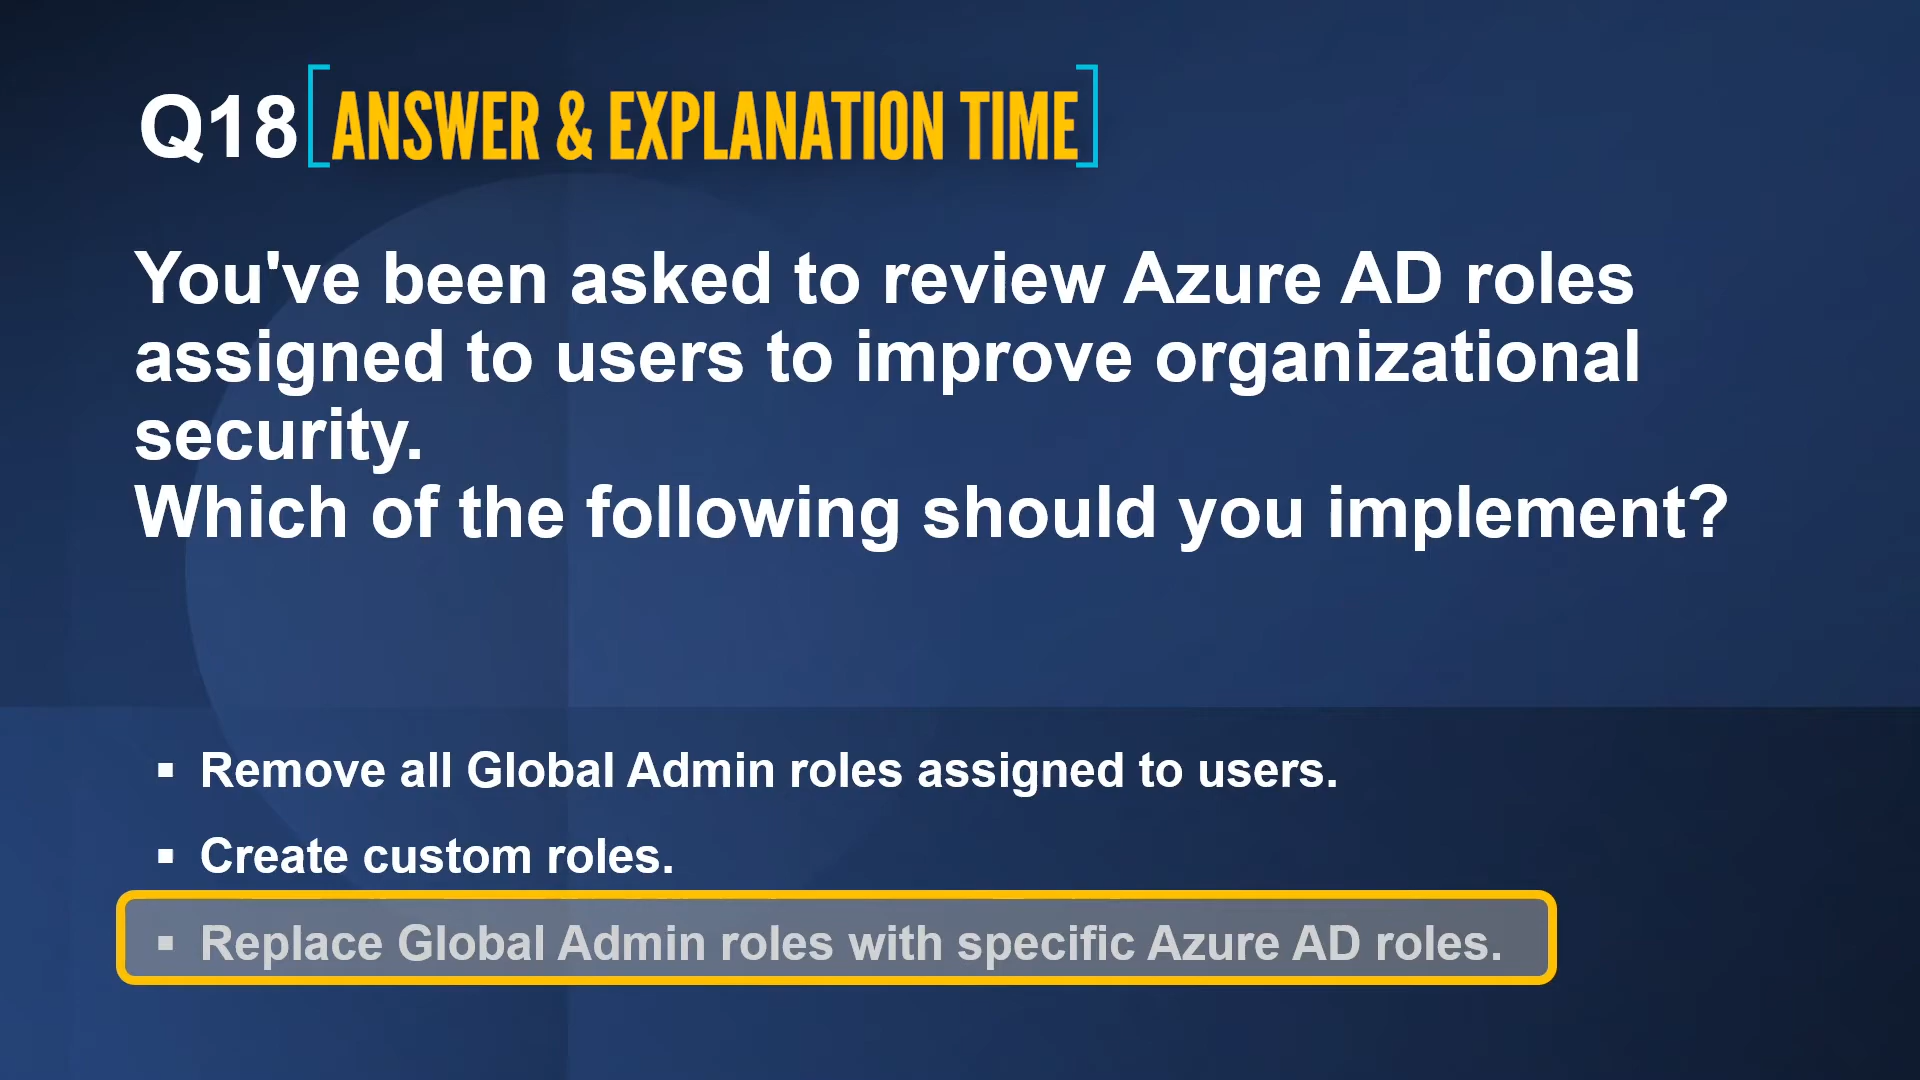 Q18 ANSWER & EXPLANATION TIME
You've been asked to review Azure AD roles
assigned to users to improve organizational
security.
Which of the following should you implement?
▪ Remove all Global Admin roles assigned to users.
▪ Create custom roles.
▪ Replace Global Admin roles with specific Azure AD roles.